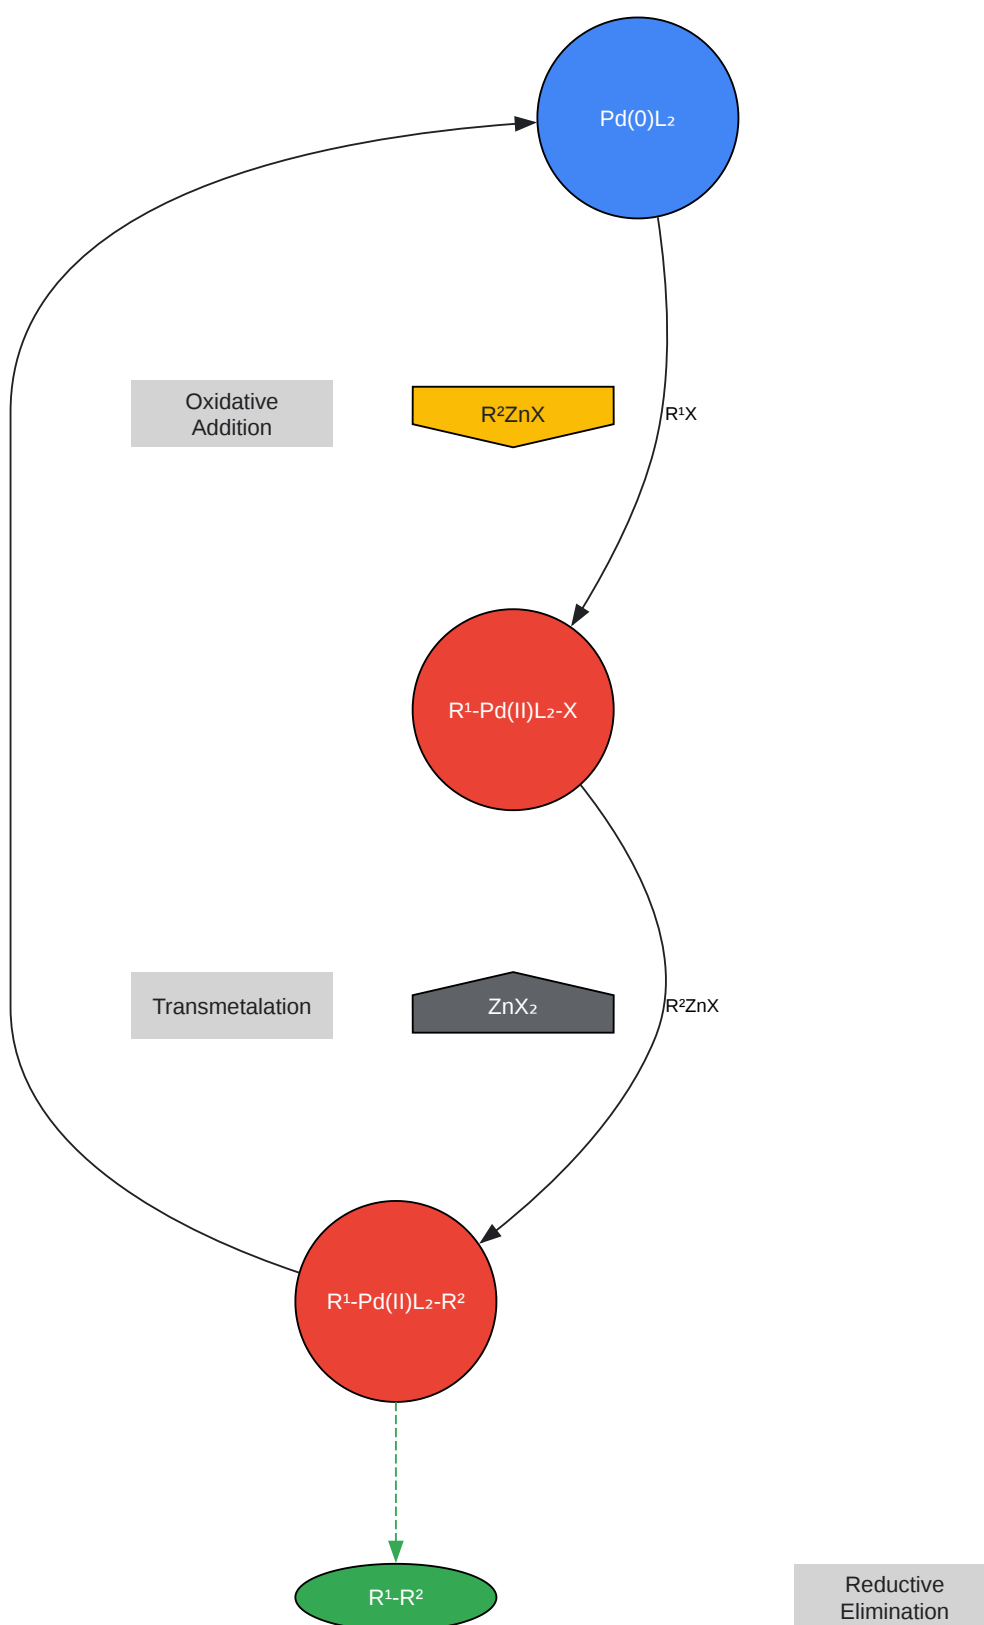 Pd(0)L₂
Oxidative
Addition
R²ZnX
R¹X
R¹-Pd(II)L₂-X
Transmetalation
ZnX₂
R²ZnX
R¹-Pd(II)L₂-R²
R¹-R²
Reductive
Elimination